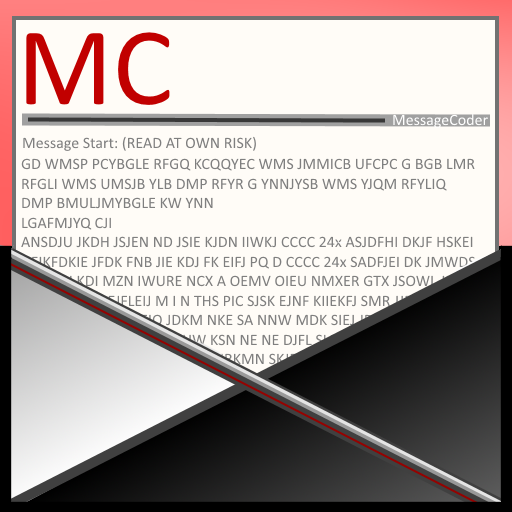 MC
MessageCoder
Message Start: (READ AT OWN RISK)
GD WMSP PCYBGLE RFGQ KCQQYEC WMS JMMICB UFCPC G BGB LMR
RFGLI WMS UMSJB YLB DMP RFYR G YNNJYSB WMS YJQM RFYLIQ
DMP BMULJMYBGLE KW YNN
LGAFMJYQ CJI
ANSDJU JKDH JSJEN ND JSIE KJDN IIWKJ CCCC 24x ASJDFHI DKJF HSKEI
JFDK FNB JIE KDJ FK EIFJ PQ D CCCC 24x SADFJEI DK JMWDS
MZN IWURE NCX A OEMV OIEU NMXER GTX JSOWL
M I N THS PIC SJSK EJNF KIIEKFJ SMR
JDKM NKE SA NNW MDK SIEJ
KSN NE NE DJFL